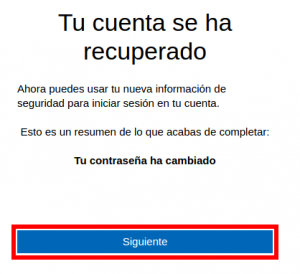 Tu cuenta se ha
recuperado
Ahora puedes usar tu nueva información de
seguridad para iniciar sesión en tu cuenta.
Esto es un resumen de lo que acabas de completar:
Tu contraseña ha cambiado
Siguiente